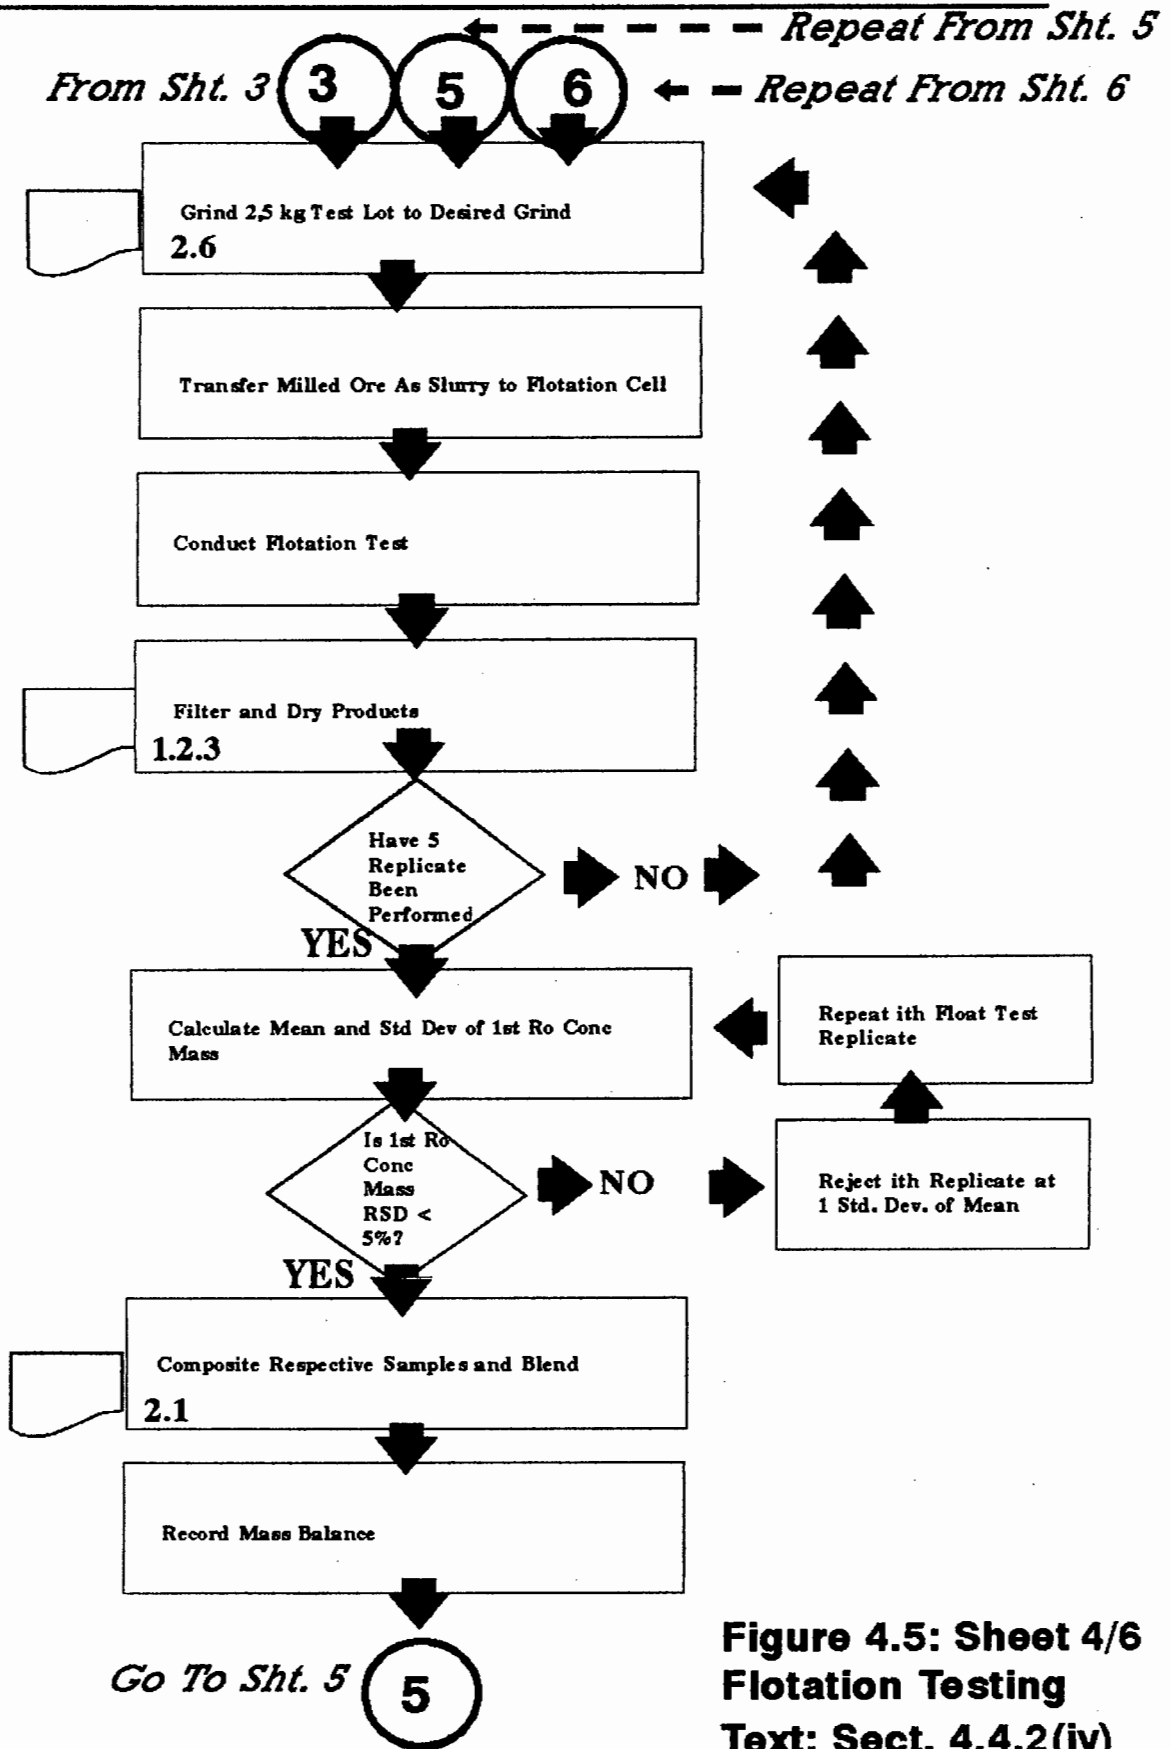 Repeat From Sht. 5
From Sht. 3
3
5
6
Repeat From Sht. 6
Grind 2,5 kg Test Lot to Desired Grind
2.6
Transfer Milled Ore As Slurry to Flotation Cell
Conduct Flotation Test
Filter and Dry Products
1.2.3
Have 5
Replicate
Been
Performed
NO
YES
Calculate Mean and Std Dev of 1st Ro Conc
Mass
Repeat ith Float Test
Replicate
Is 1st Ro
Conc
Mass
RSD <
5%?
NO
Reject ith Replicate at
1 Std. Dev. of Mean
YES
Composite Respective Samples and Blend
2.1
Record Mass Balance
Go To Sht. 5
5
Figure 4.5: Sheet 4/6
Flotation Testing
Text: Sect. 4.4.2(iv)